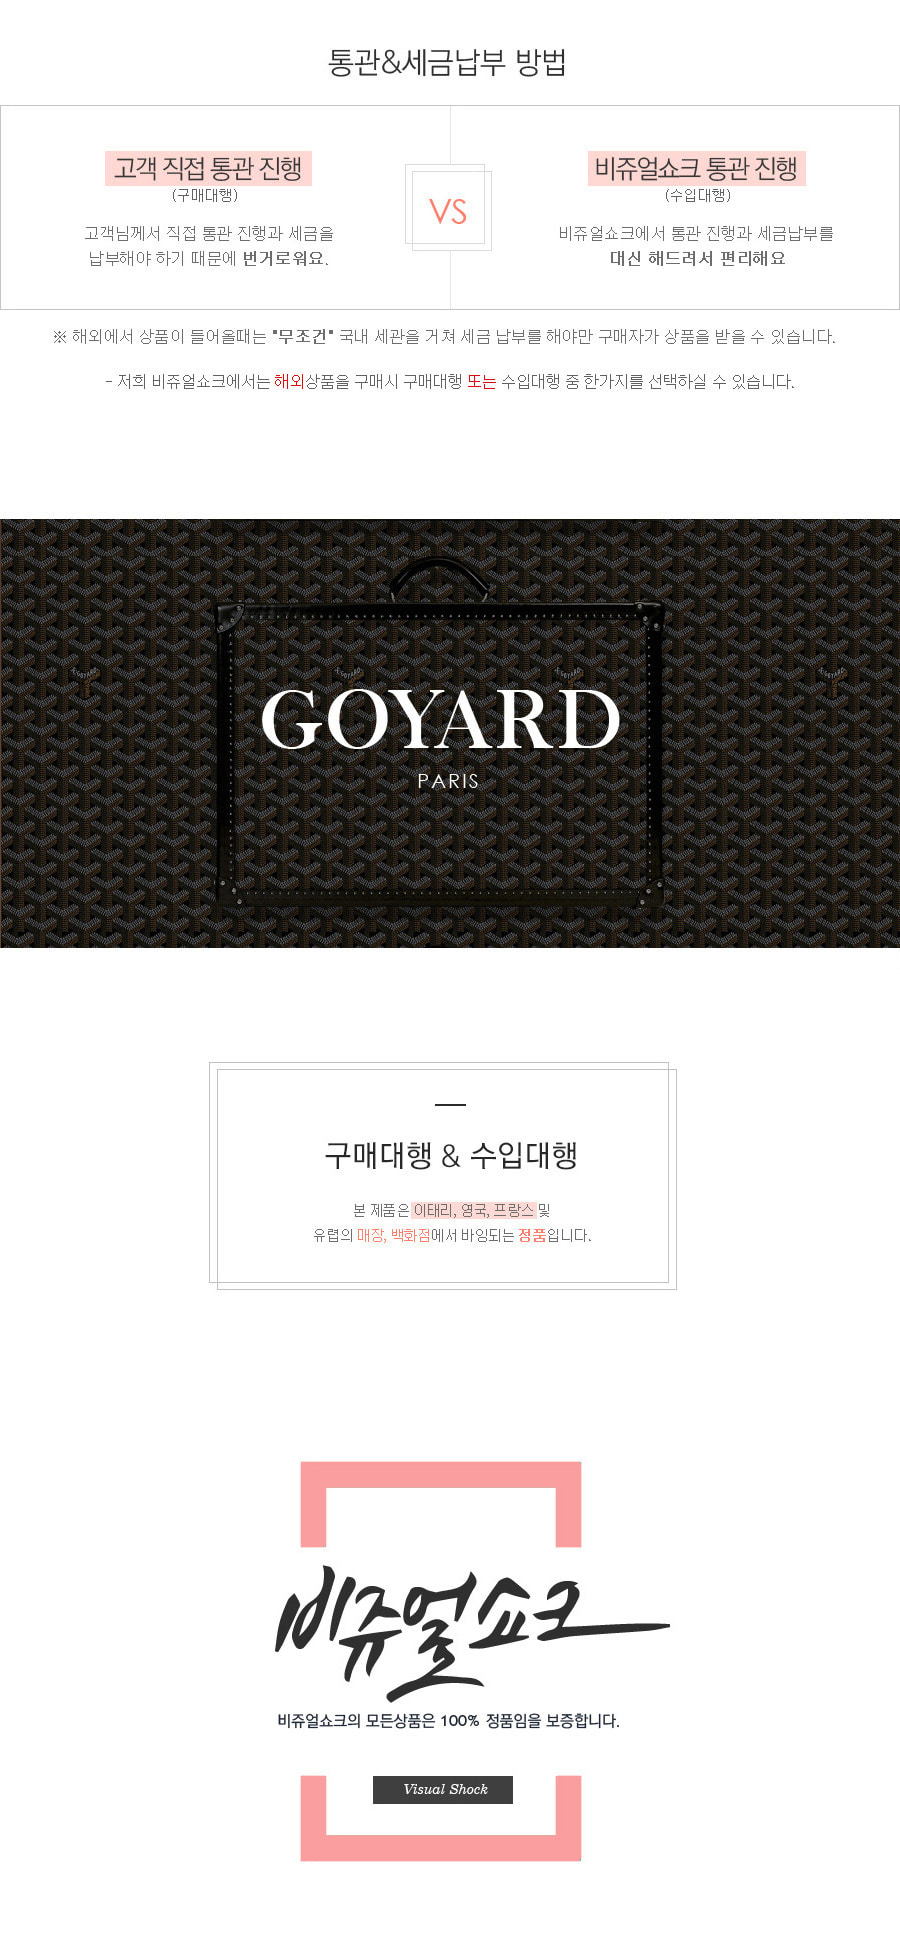 통관&세금납부 방법
고객 직접 통관 진행
(구매대행)
고객님께서 직접 통관 진행과 세금을
납부해야 하기 때문에 번거로워요.
VS
비쥬얼쇼크 통관 진행
(수입대행)
비쥬얼쇼크에서 통관 진행과 세금납부를
대신 해드려서 편리해요
※ 해외에서 상품이 들어올때는 "무조건" 국내 세관을 거쳐 세금 납부를 해야만 구매자가 상품을 받을 수 있습니다.
- 저희 비쥬얼쇼크에서는 해외상품을 구매시 구매대행 또는 수입대행 중 한가지를 선택하실 수 있습니다.
GOYARD
PARIS
구매대행 & 수입대행
본 제품은 이태리, 영국, 프랑스 및
유럽의 매장, 백화점에서 바잉되는 정품입니다.
비쥬얼쇼크
비쥬얼쇼크의 모든상품은 100% 정품임을 보증합니다.
Visual Shock